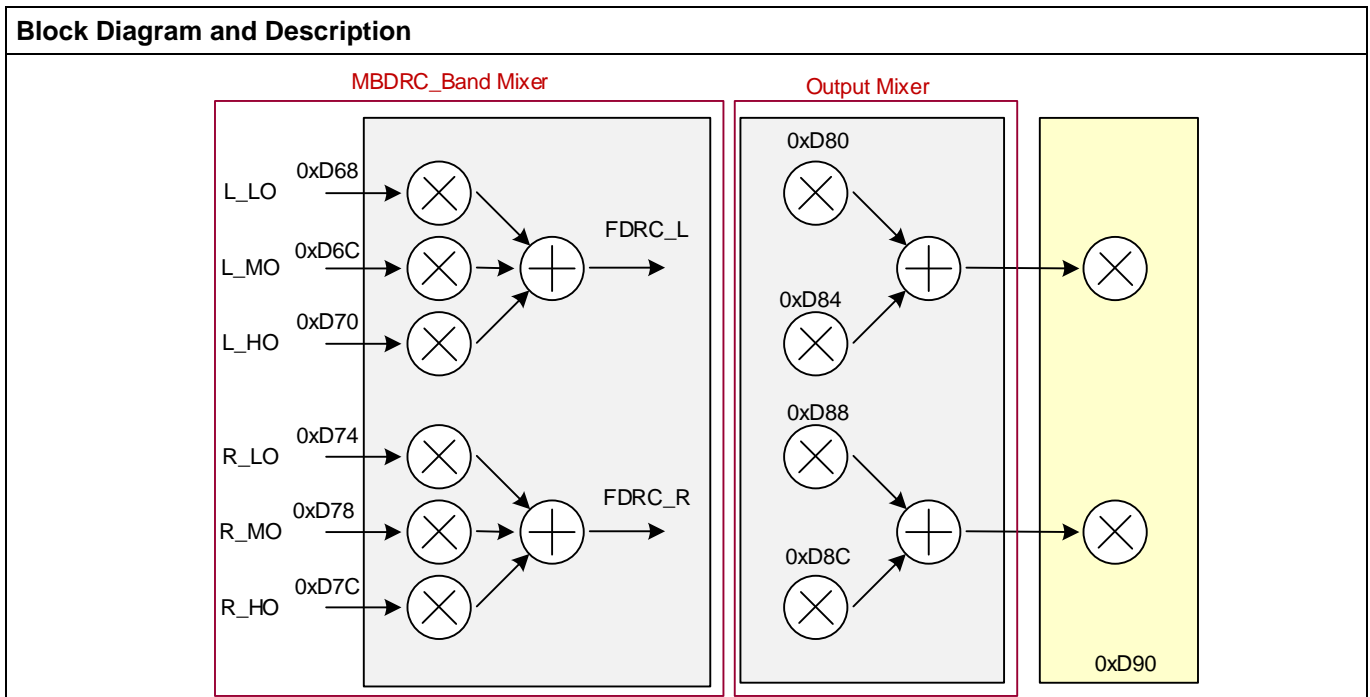 Block Diagram and Description
MBDRC_Band Mixer
Output Mixer
L_LO
0xD68
L_MO
0xD6C
L_HO
0xD70
FDRC_L
R_LO
0xD74
R_MO
0xD78
R_HO
0xD7C
FDRC_R
0xD80
0xD84
0xD88
0xD8C
0xD90